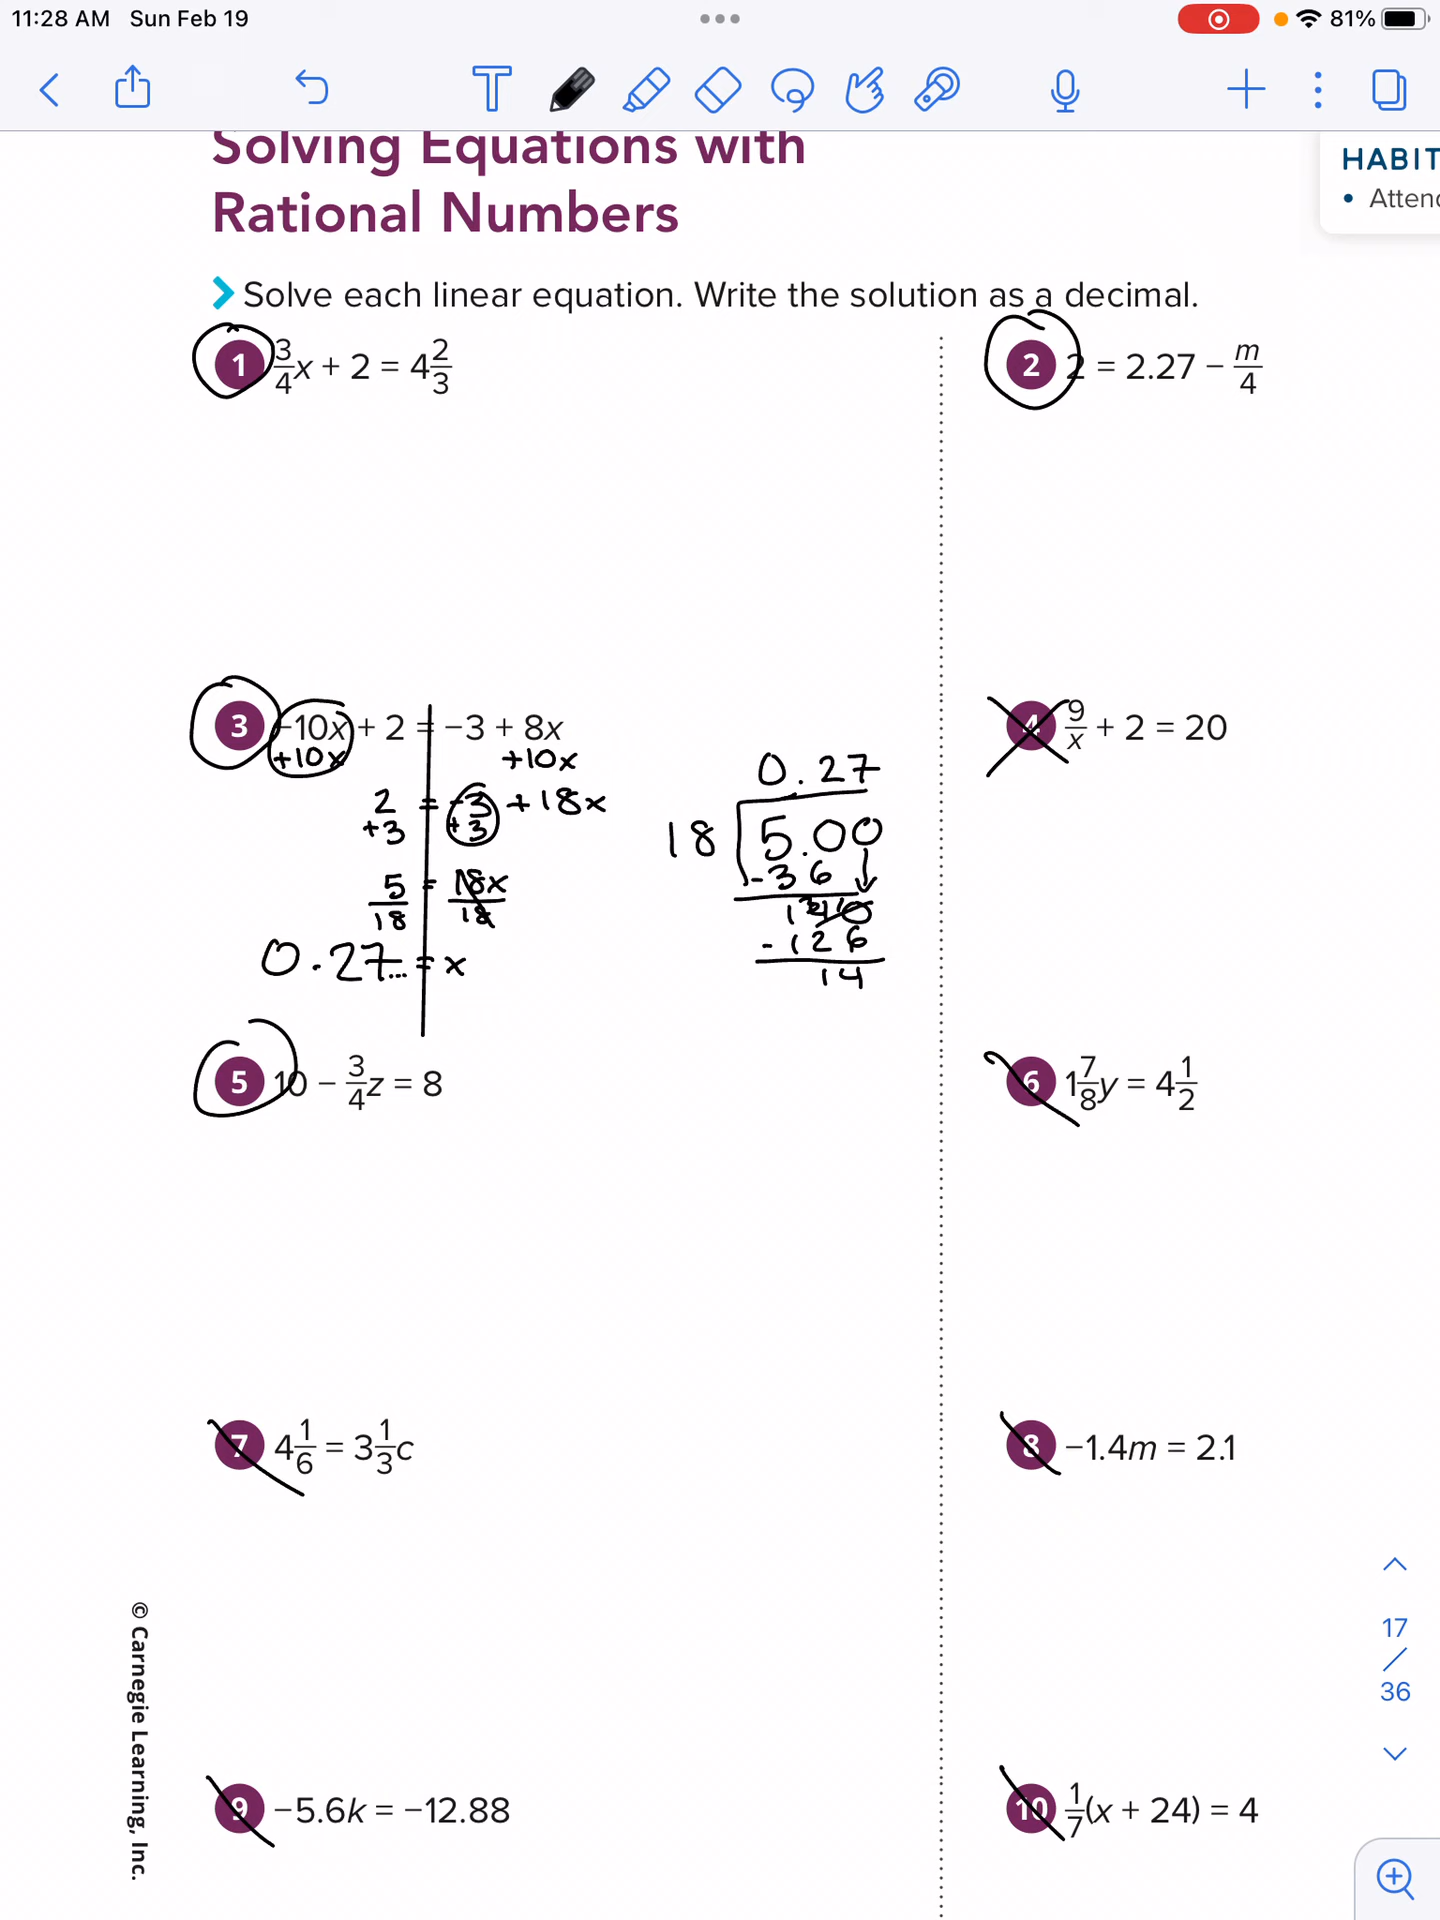 11:28 AM Sun Feb 19
81%
Solving Equations with
Rational Numbers
HABIT
• Atten
Solve each linear equation. Write the solution as a decimal.
1 3/4 x + 2 = 4 2/3
2 2 = 2.27 − m/4
3 −10x + 2 = −3 + 8x
+10x +10x
2 = -3 + 18x
+3 +3
5/18 = 18x/18
0.27... = x
0.27
18 5.00
-36
140
-126
14
4 9/x + 2 = 20
5 10 − 3/4 z = 8
6 1 7/8 y = 4 1/2
7 4 1/6 = 3 1/3 c
8 −1.4m = 2.1
9 −5.6k = −12.88
10 1/7 (x + 24) = 4
© Carnegie Learning, Inc.
17
/
36